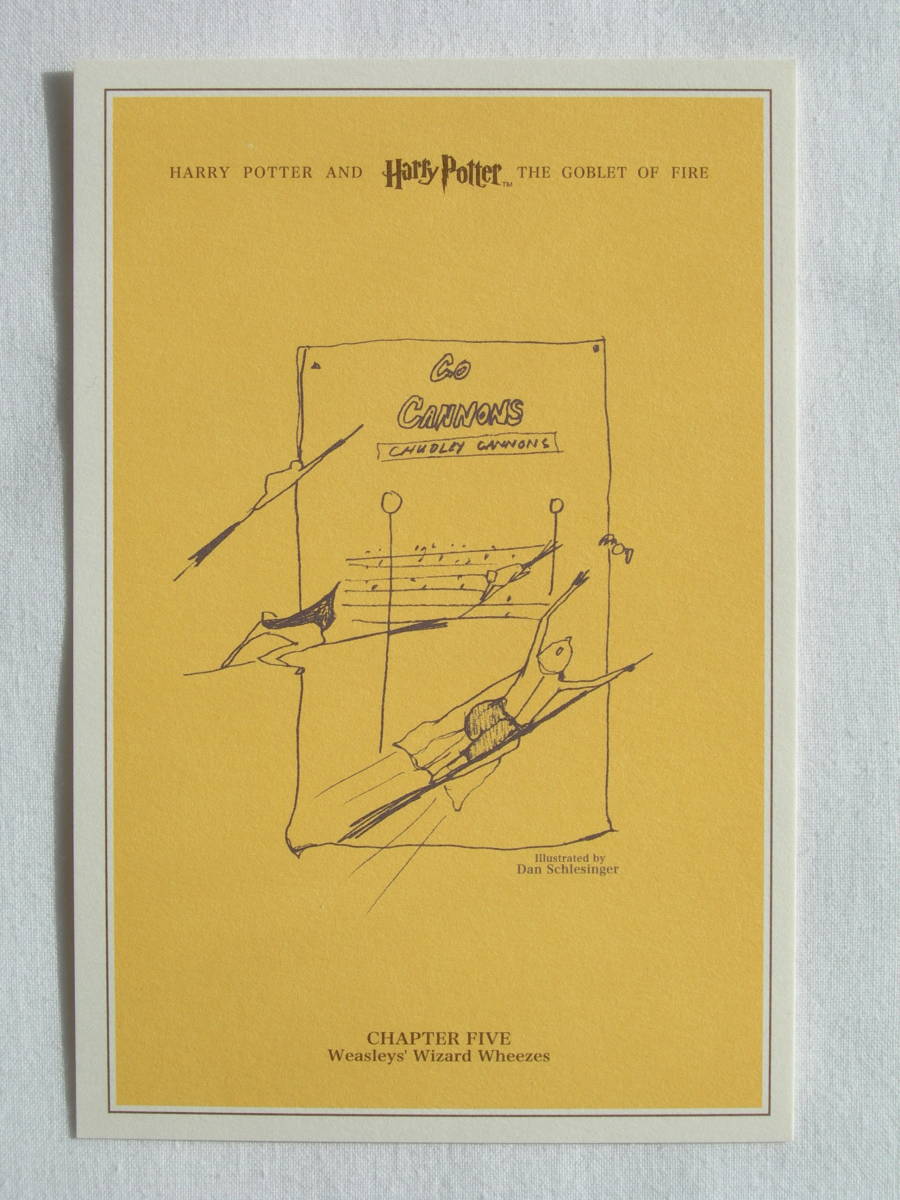 HARRY POTTER AND Harry Potter™ THE GOBLET OF FIRE
GO
CANNONS
CHUDLEY CANNONS
Illustrated by
Dan Schlesinger
CHAPTER FIVE
Weasleys' Wizard Wheezes